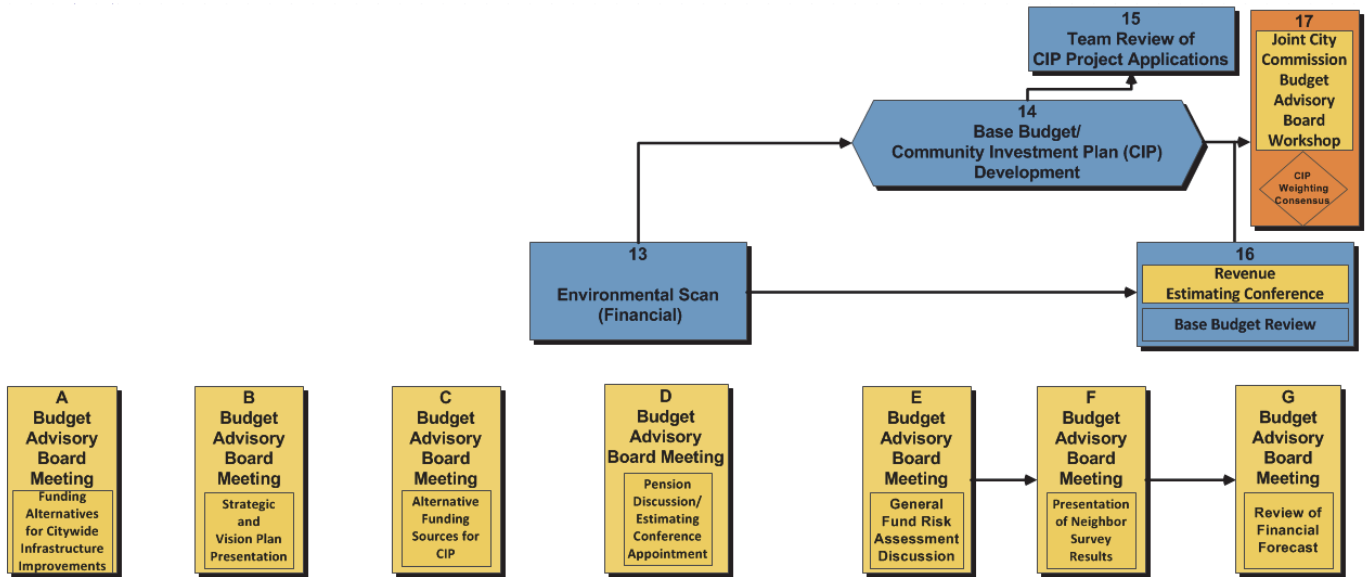 15
Team Review of
CIP Project Applications
17
Joint City
Commission
Budget
Advisory
Board
Workshop
CIP
Weighting
Consensus
14
Base Budget/
Community Investment Plan (CIP)
Development
13
Environmental Scan
(Financial)
16
Revenue
Estimating Conference
Base Budget Review
A
Budget
Advisory
Board
Meeting
Funding
Alternatives
for Citywide
Infrastructure
Improvements
B
Budget
Advisory
Board
Meeting
Strategic
and
Vision Plan
Presentation
C
Budget
Advisory
Board
Meeting
Alternative
Funding
Sources for
CIP
D
Budget
Advisory
Board Meeting
Pension
Discussion/
Estimating
Conference
Appointment
E
Budget
Advisory
Board
Meeting
General
Fund Risk
Assessment
Discussion
F
Budget
Advisory
Board
Meeting
Presentation
of Neighbor
Survey
Results
G
Budget
Advisory
Board
Meeting
Review of
Financial
Forecast